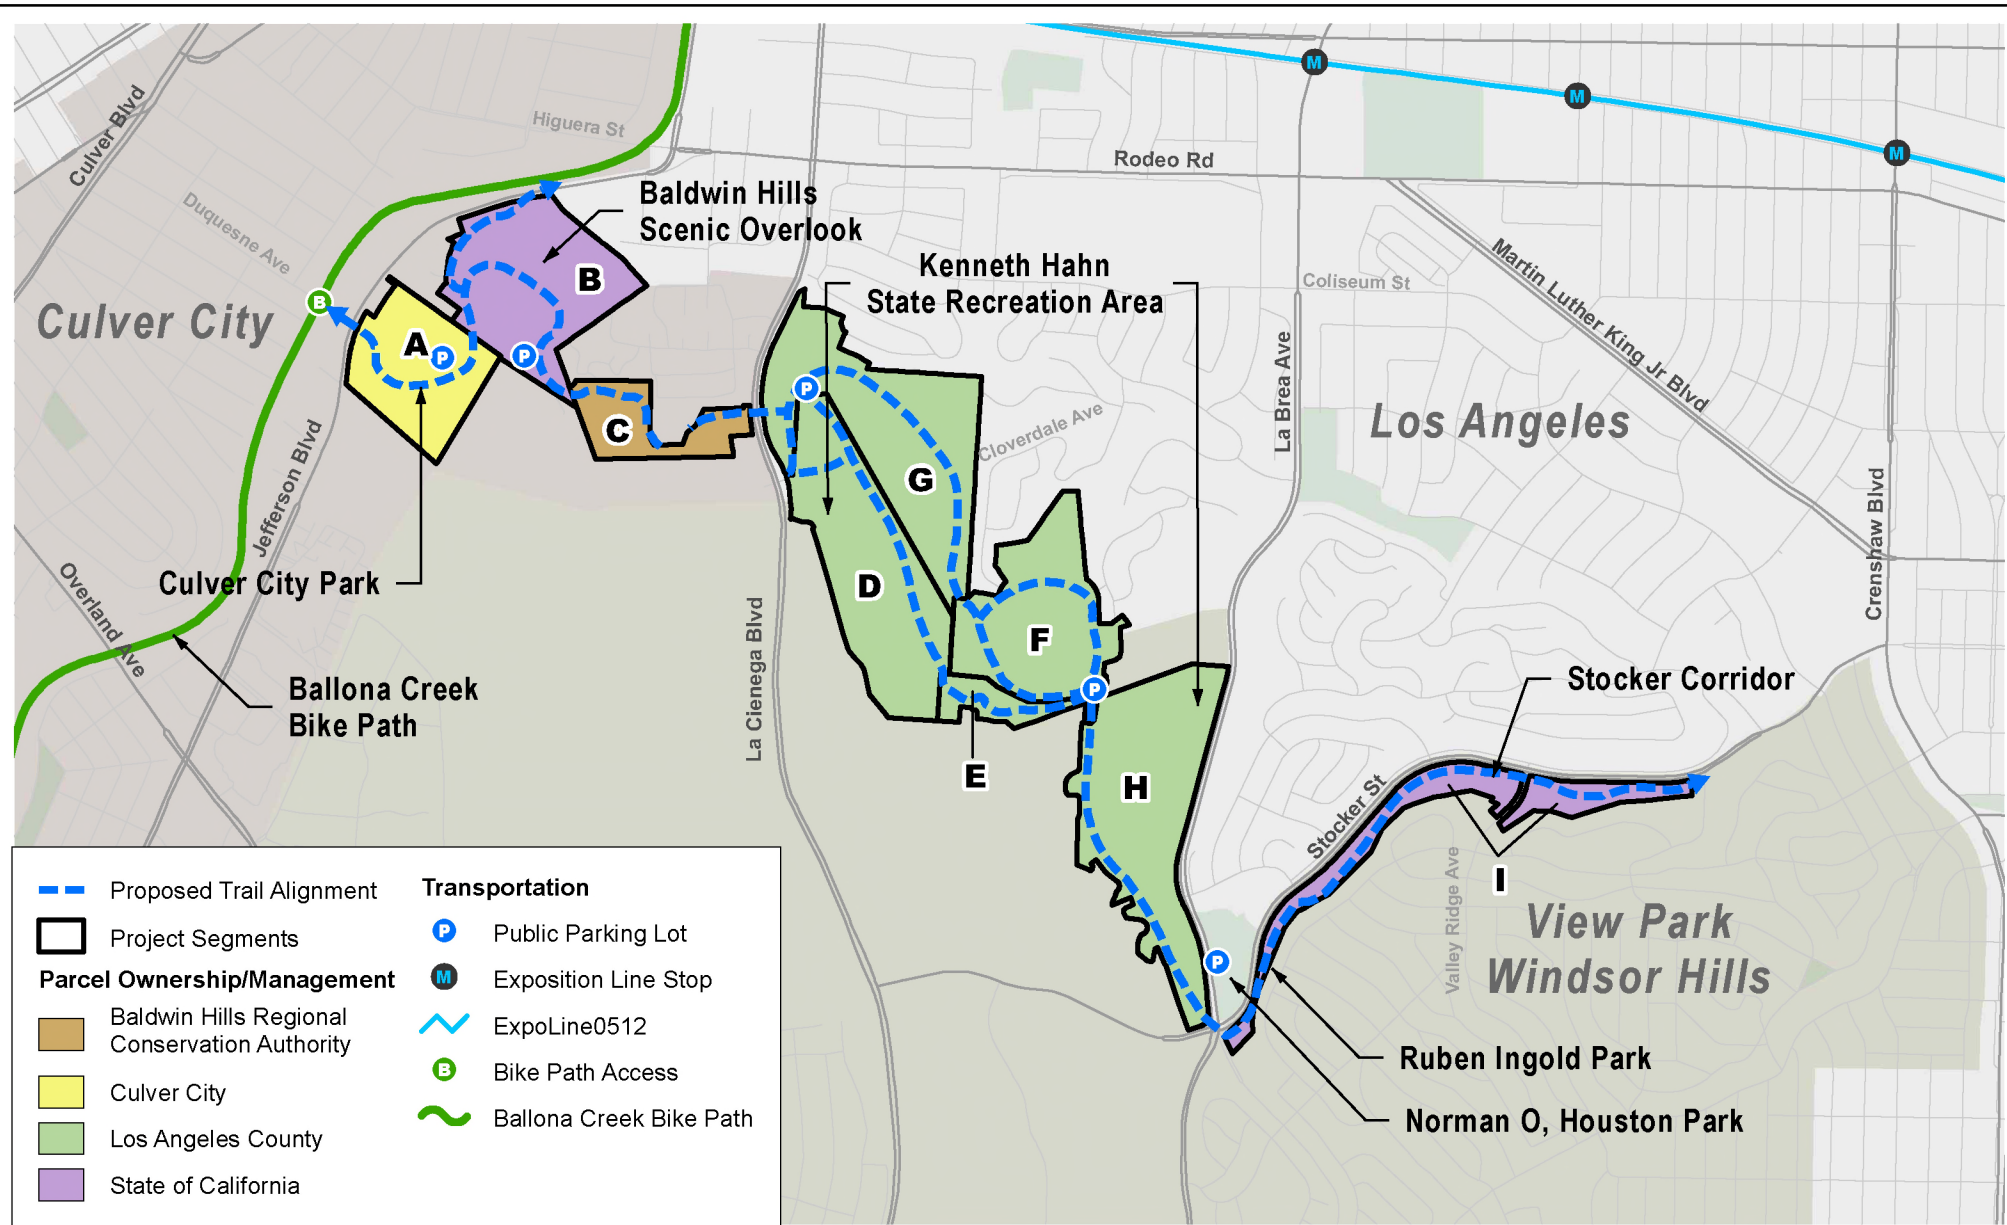 Culver Blvd
Higuera St
Duquesne Ave
Culver City
Baldwin Hills
Scenic Overlook
B
A
P
P
B
C
Kenneth Hahn
State Recreation Area
Rodeo Rd
M
M
M
Coliseum St
Martin Luther King Jr Blvd
La Brea Ave
Los Angeles
Crenshaw Blvd
Cloverdale Ave
P
G
D
F
P
E
H
Jefferson Blvd
Culver City Park
Overland Ave
Ballona Creek
Bike Path
La Cienega Blvd
Stocker Corridor
Stocker St
I
Valley Ridge Ave
View Park
Windsor Hills
P
Ruben Ingold Park
Norman O, Houston Park
Proposed Trail Alignment
Project Segments
Parcel Ownership/Management
Baldwin Hills Regional
Conservation Authority
Culver City
Los Angeles County
State of California
Transportation
P Public Parking Lot
M Exposition Line Stop
ExpoLine0512
B Bike Path Access
Ballona Creek Bike Path